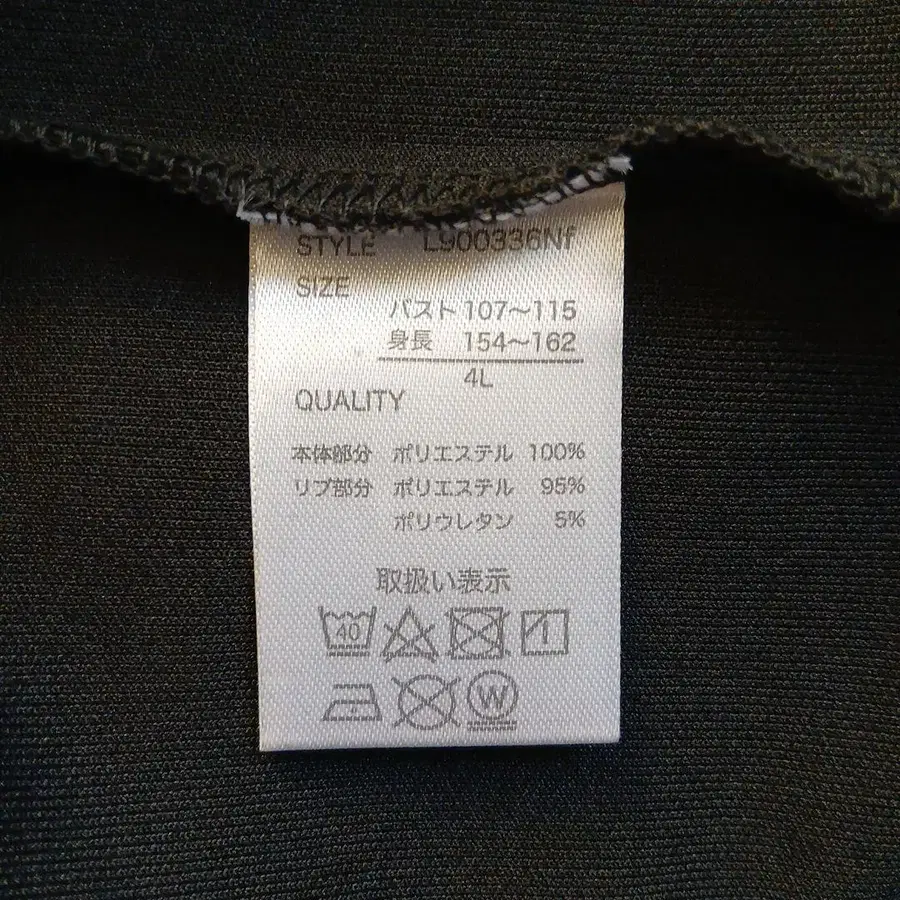 STYLE L900336Nf
SIZE
バスト 107〜115
身長 154〜162
4L
QUALITY
本体部分 ポリエステル 100%
リブ部分 ポリエステル 95%
ポリウレタン 5%
取扱い表示
40
W